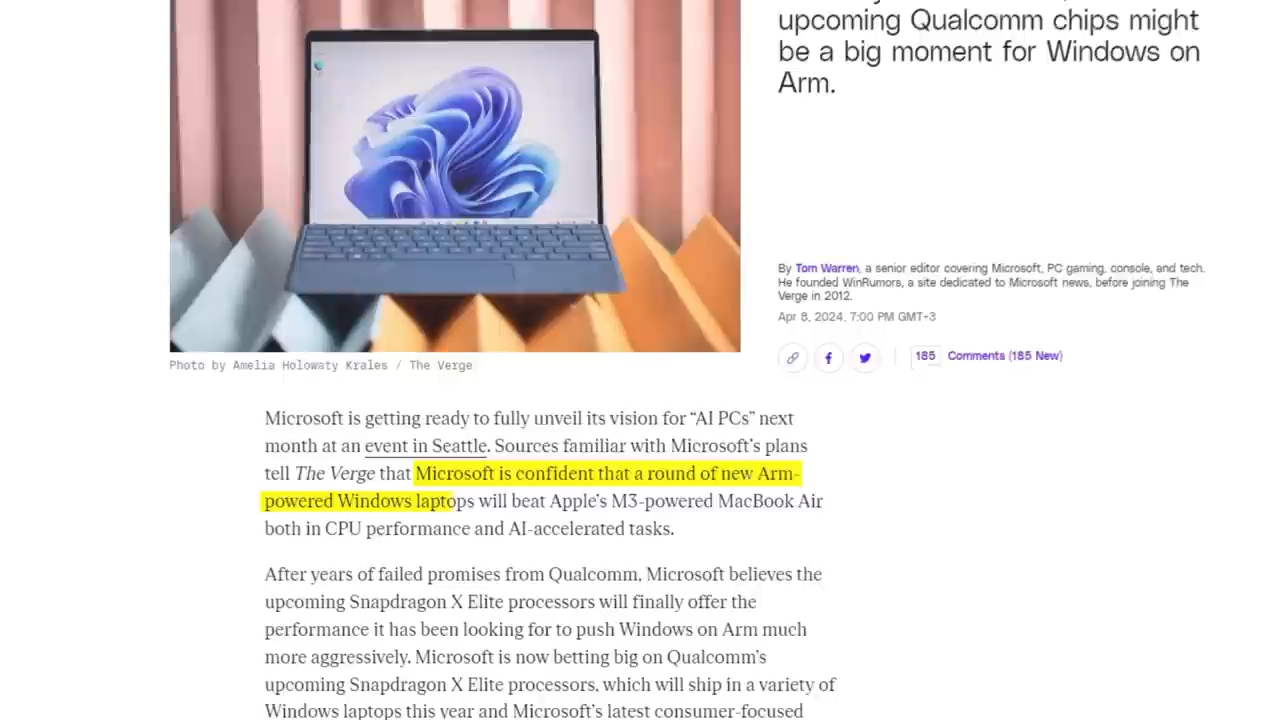 upcoming Qualcomm chips might
be a big moment for Windows on
Arm.
By Tom Warren, a senior editor covering Microsoft, PC gaming, console, and tech.
He founded WinRumors, a site dedicated to Microsoft news, before joining The
Verge in 2012.
Apr 8, 2024, 7:00 PM GMT+3
185 Comments (185 New)
Photo by Amelia Holowaty Krales / The Verge
Microsoft is getting ready to fully unveil its vision for “AI PCs” next
month at an event in Seattle. Sources familiar with Microsoft’s plans
tell The Verge that Microsoft is confident that a round of new Arm-
powered Windows laptops will beat Apple’s M3-powered MacBook Air
both in CPU performance and AI-accelerated tasks.
After years of failed promises from Qualcomm, Microsoft believes the
upcoming Snapdragon X Elite processors will finally offer the
performance it has been looking for to push Windows on Arm much
more aggressively. Microsoft is now betting big on Qualcomm’s
upcoming Snapdragon X Elite processors, which will ship in a variety of
Windows laptops this year and Microsoft’s latest consumer-focused